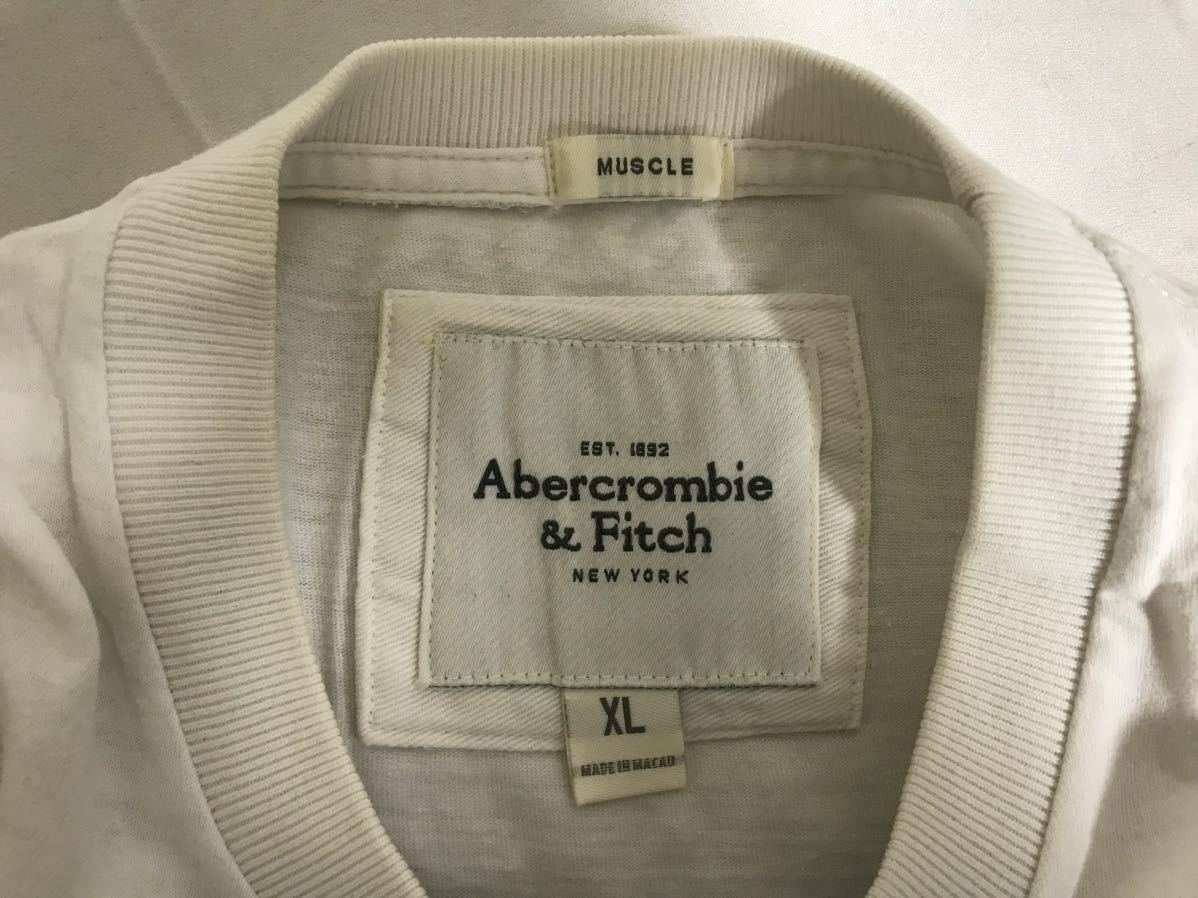 MUSCLE
EST. 1892
Abercrombie
& Fitch
NEW YORK
XL
MADE IN MACAU